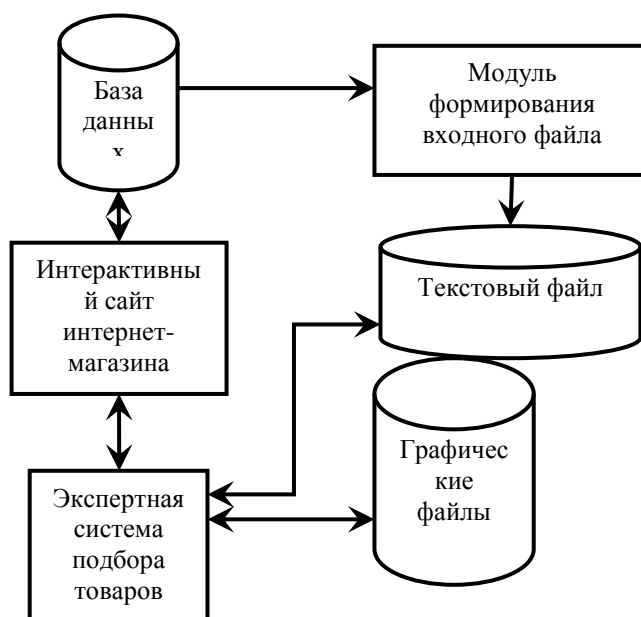 База
данны
х
Модуль
формирования
входного файла
Интерактивны
й сайт
интернет-
магазина
Текстовый файл
Графичес
кие
файлы
Экспертная
система
подбора
товаров